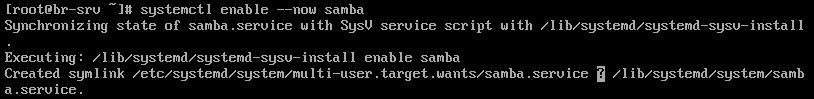 [root@br-srv ~]# systemctl enable --now samba
Synchronizing state of samba.service with SysV service script with /lib/systemd/systemd-sysv-install
.
Executing: /lib/systemd/systemd-sysv-install enable samba
Created symlink /etc/systemd/system/multi-user.target.wants/samba.service ? /lib/systemd/system/samb
a.service.